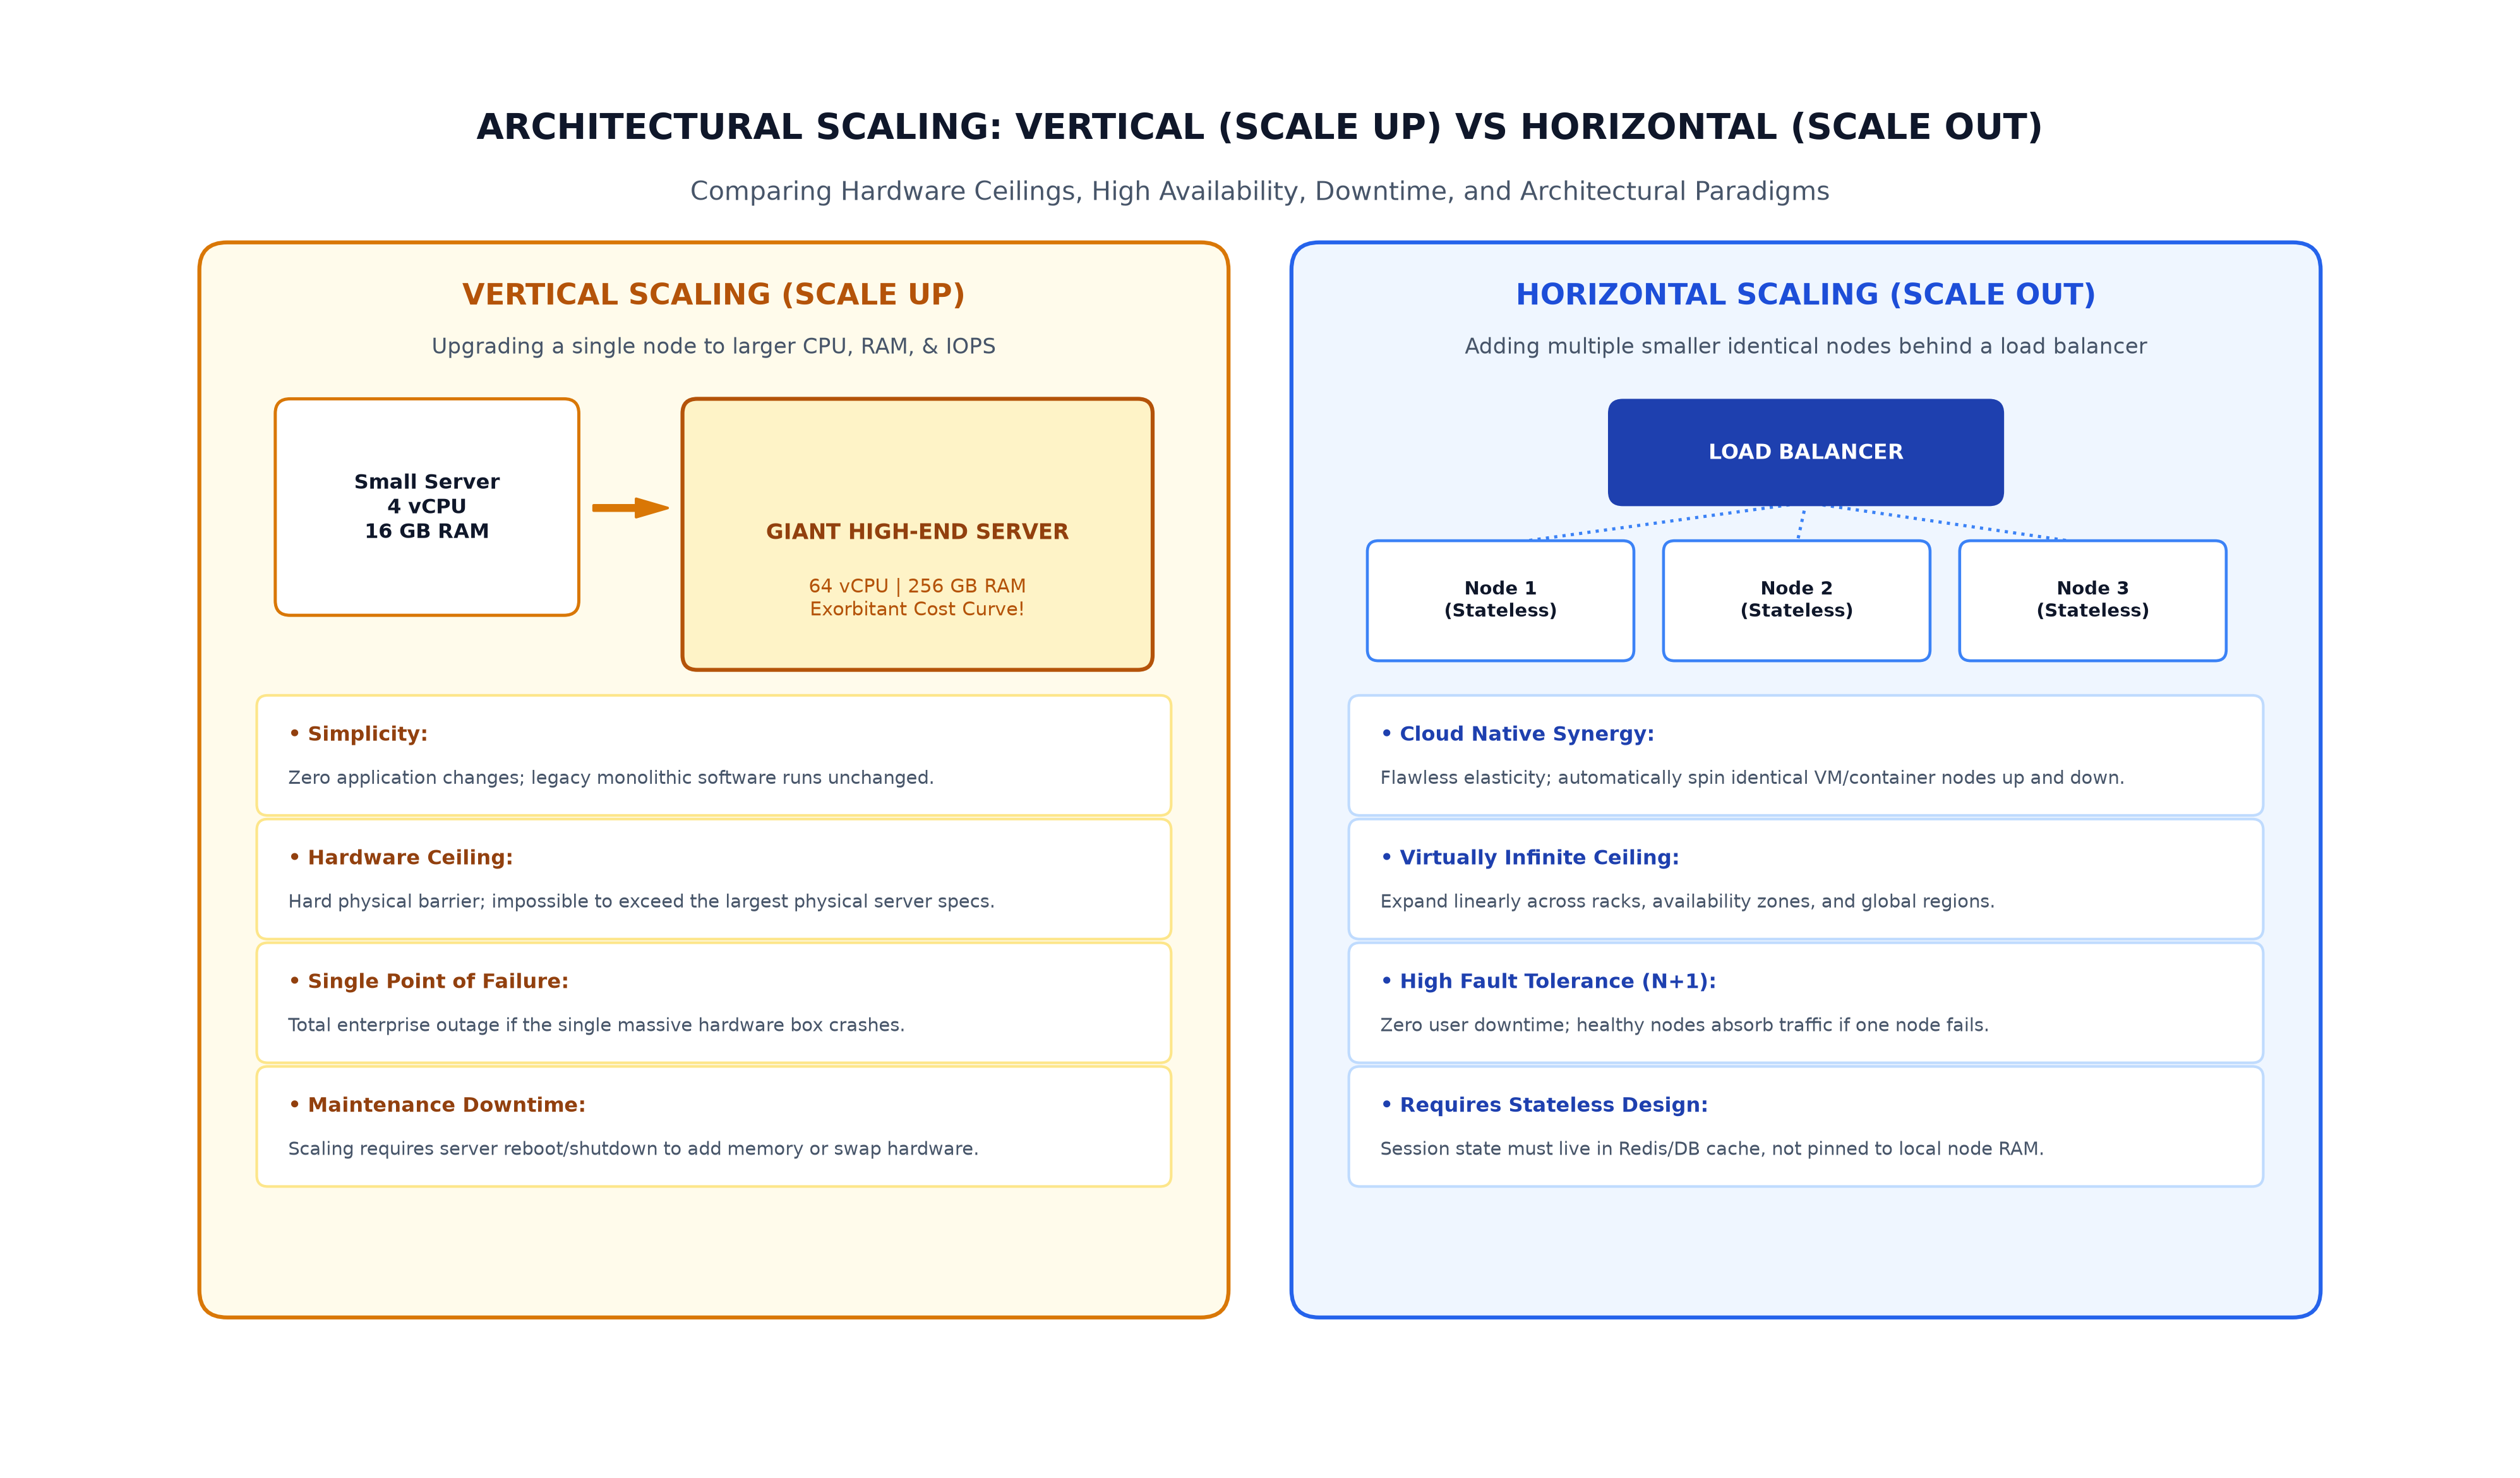 ARCHITECTURAL SCALING: VERTICAL (SCALE UP) VS HORIZONTAL (SCALE OUT)
Comparing Hardware Ceilings, High Availability, Downtime, and Architectural Paradigms
VERTICAL SCALING (SCALE UP)
Upgrading a single node to larger CPU, RAM, & IOPS
Small Server
4 vCPU
16 GB RAM
GIANT HIGH-END SERVER
64 vCPU | 256 GB RAM
Exorbitant Cost Curve!
• Simplicity:
Zero application changes; legacy monolithic software runs unchanged.
• Hardware Ceiling:
Hard physical barrier; impossible to exceed the largest physical server specs.
• Single Point of Failure:
Total enterprise outage if the single massive hardware box crashes.
• Maintenance Downtime:
Scaling requires server reboot/shutdown to add memory or swap hardware.
HORIZONTAL SCALING (SCALE OUT)
Adding multiple smaller identical nodes behind a load balancer
LOAD BALANCER
Node 1
(Stateless)
Node 2
(Stateless)
Node 3
(Stateless)
• Cloud Native Synergy:
Flawless elasticity; automatically spin identical VM/container nodes up and down.
• Virtually Infinite Ceiling:
Expand linearly across racks, availability zones, and global regions.
• High Fault Tolerance (N+1):
Zero user downtime; healthy nodes absorb traffic if one node fails.
• Requires Stateless Design:
Session state must live in Redis/DB cache, not pinned to local node RAM.